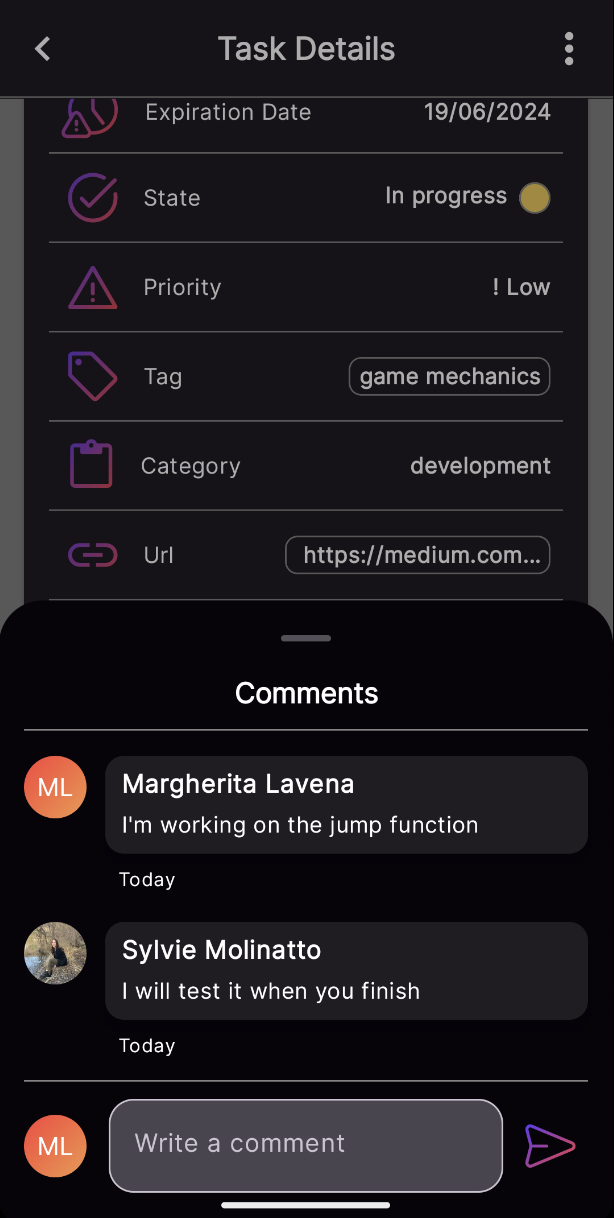 Task Details
Expiration Date 19/06/2024
State In progress
Priority ! Low
Tag game mechanics
Category development
Url https://medium.com...
Comments
ML Margherita Lavena
I'm working on the jump function
Today
Sylvie Molinatto
I will test it when you finish
Today
ML Write a comment